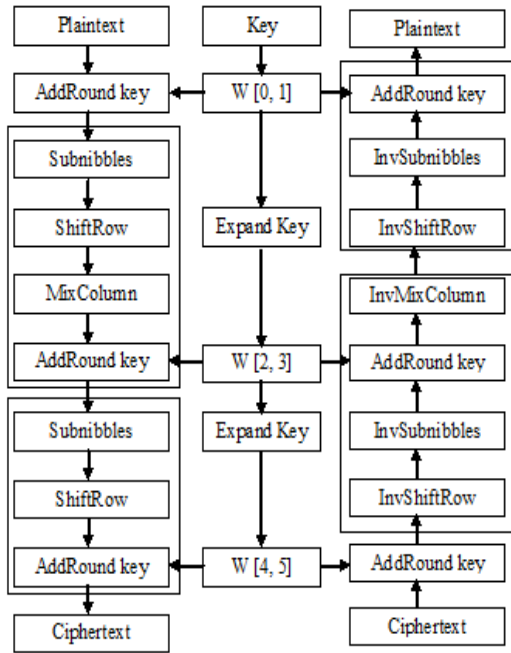 Plaintext
Key
Plaintext
AddRound key
W [0, 1]
AddRound key
Subnibbles
InvSubnibbles
ShiftRow
Expand Key
InvShiftRow
MixColumn
InvMixColumn
AddRound key
W [2, 3]
AddRound key
Subnibbles
Expand Key
InvSubnibbles
ShiftRow
InvShiftRow
AddRound key
W [4, 5]
AddRound key
Ciphertext
Ciphertext